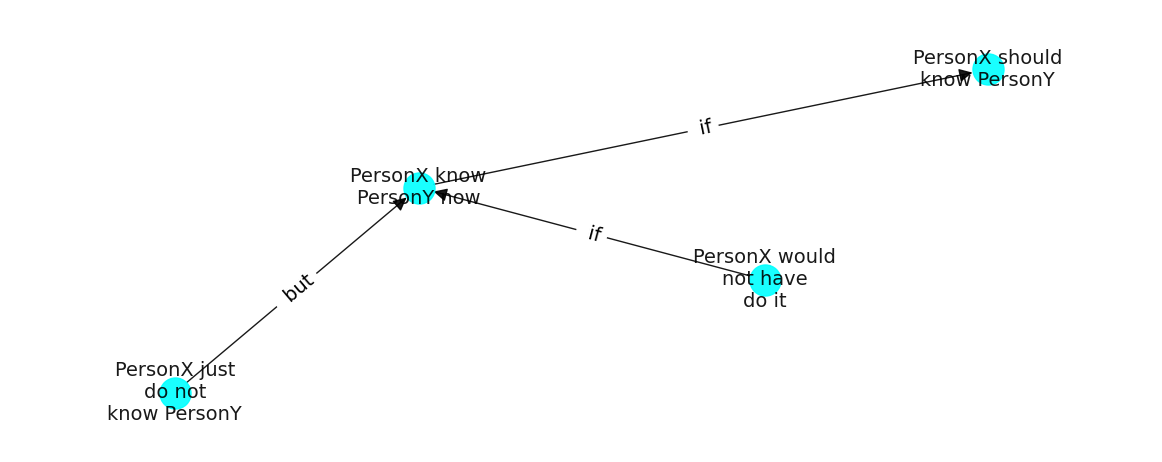 PersonX should
know PersonY
if
PersonX know
PersonY now
if
PersonX would
not have
do it
but
PersonX just
do not
know PersonY